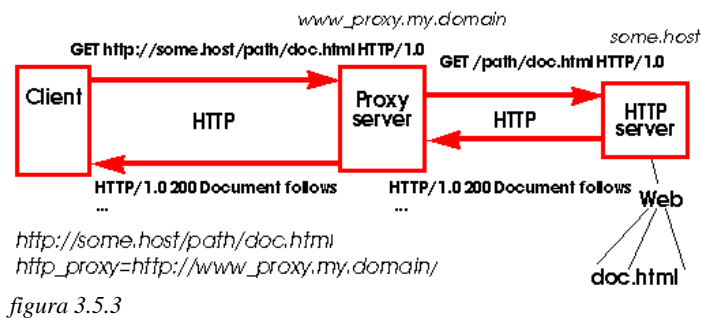 www_proxy.my.domain
some.host
GET http://some.host/path/doc.html HTTP/1.0
GET /path/doc.html HTTP/1.0
Client
HTTP
Proxy
server
HTTP
HTTP
server
HTTP/1.0 200 Document follows
...
HTTP/1.0 200 Document follows
...
Web
doc.html
http://some.host/path/doc.html
http_proxy=http://www_proxy.my.domain/
figura 3.5.3